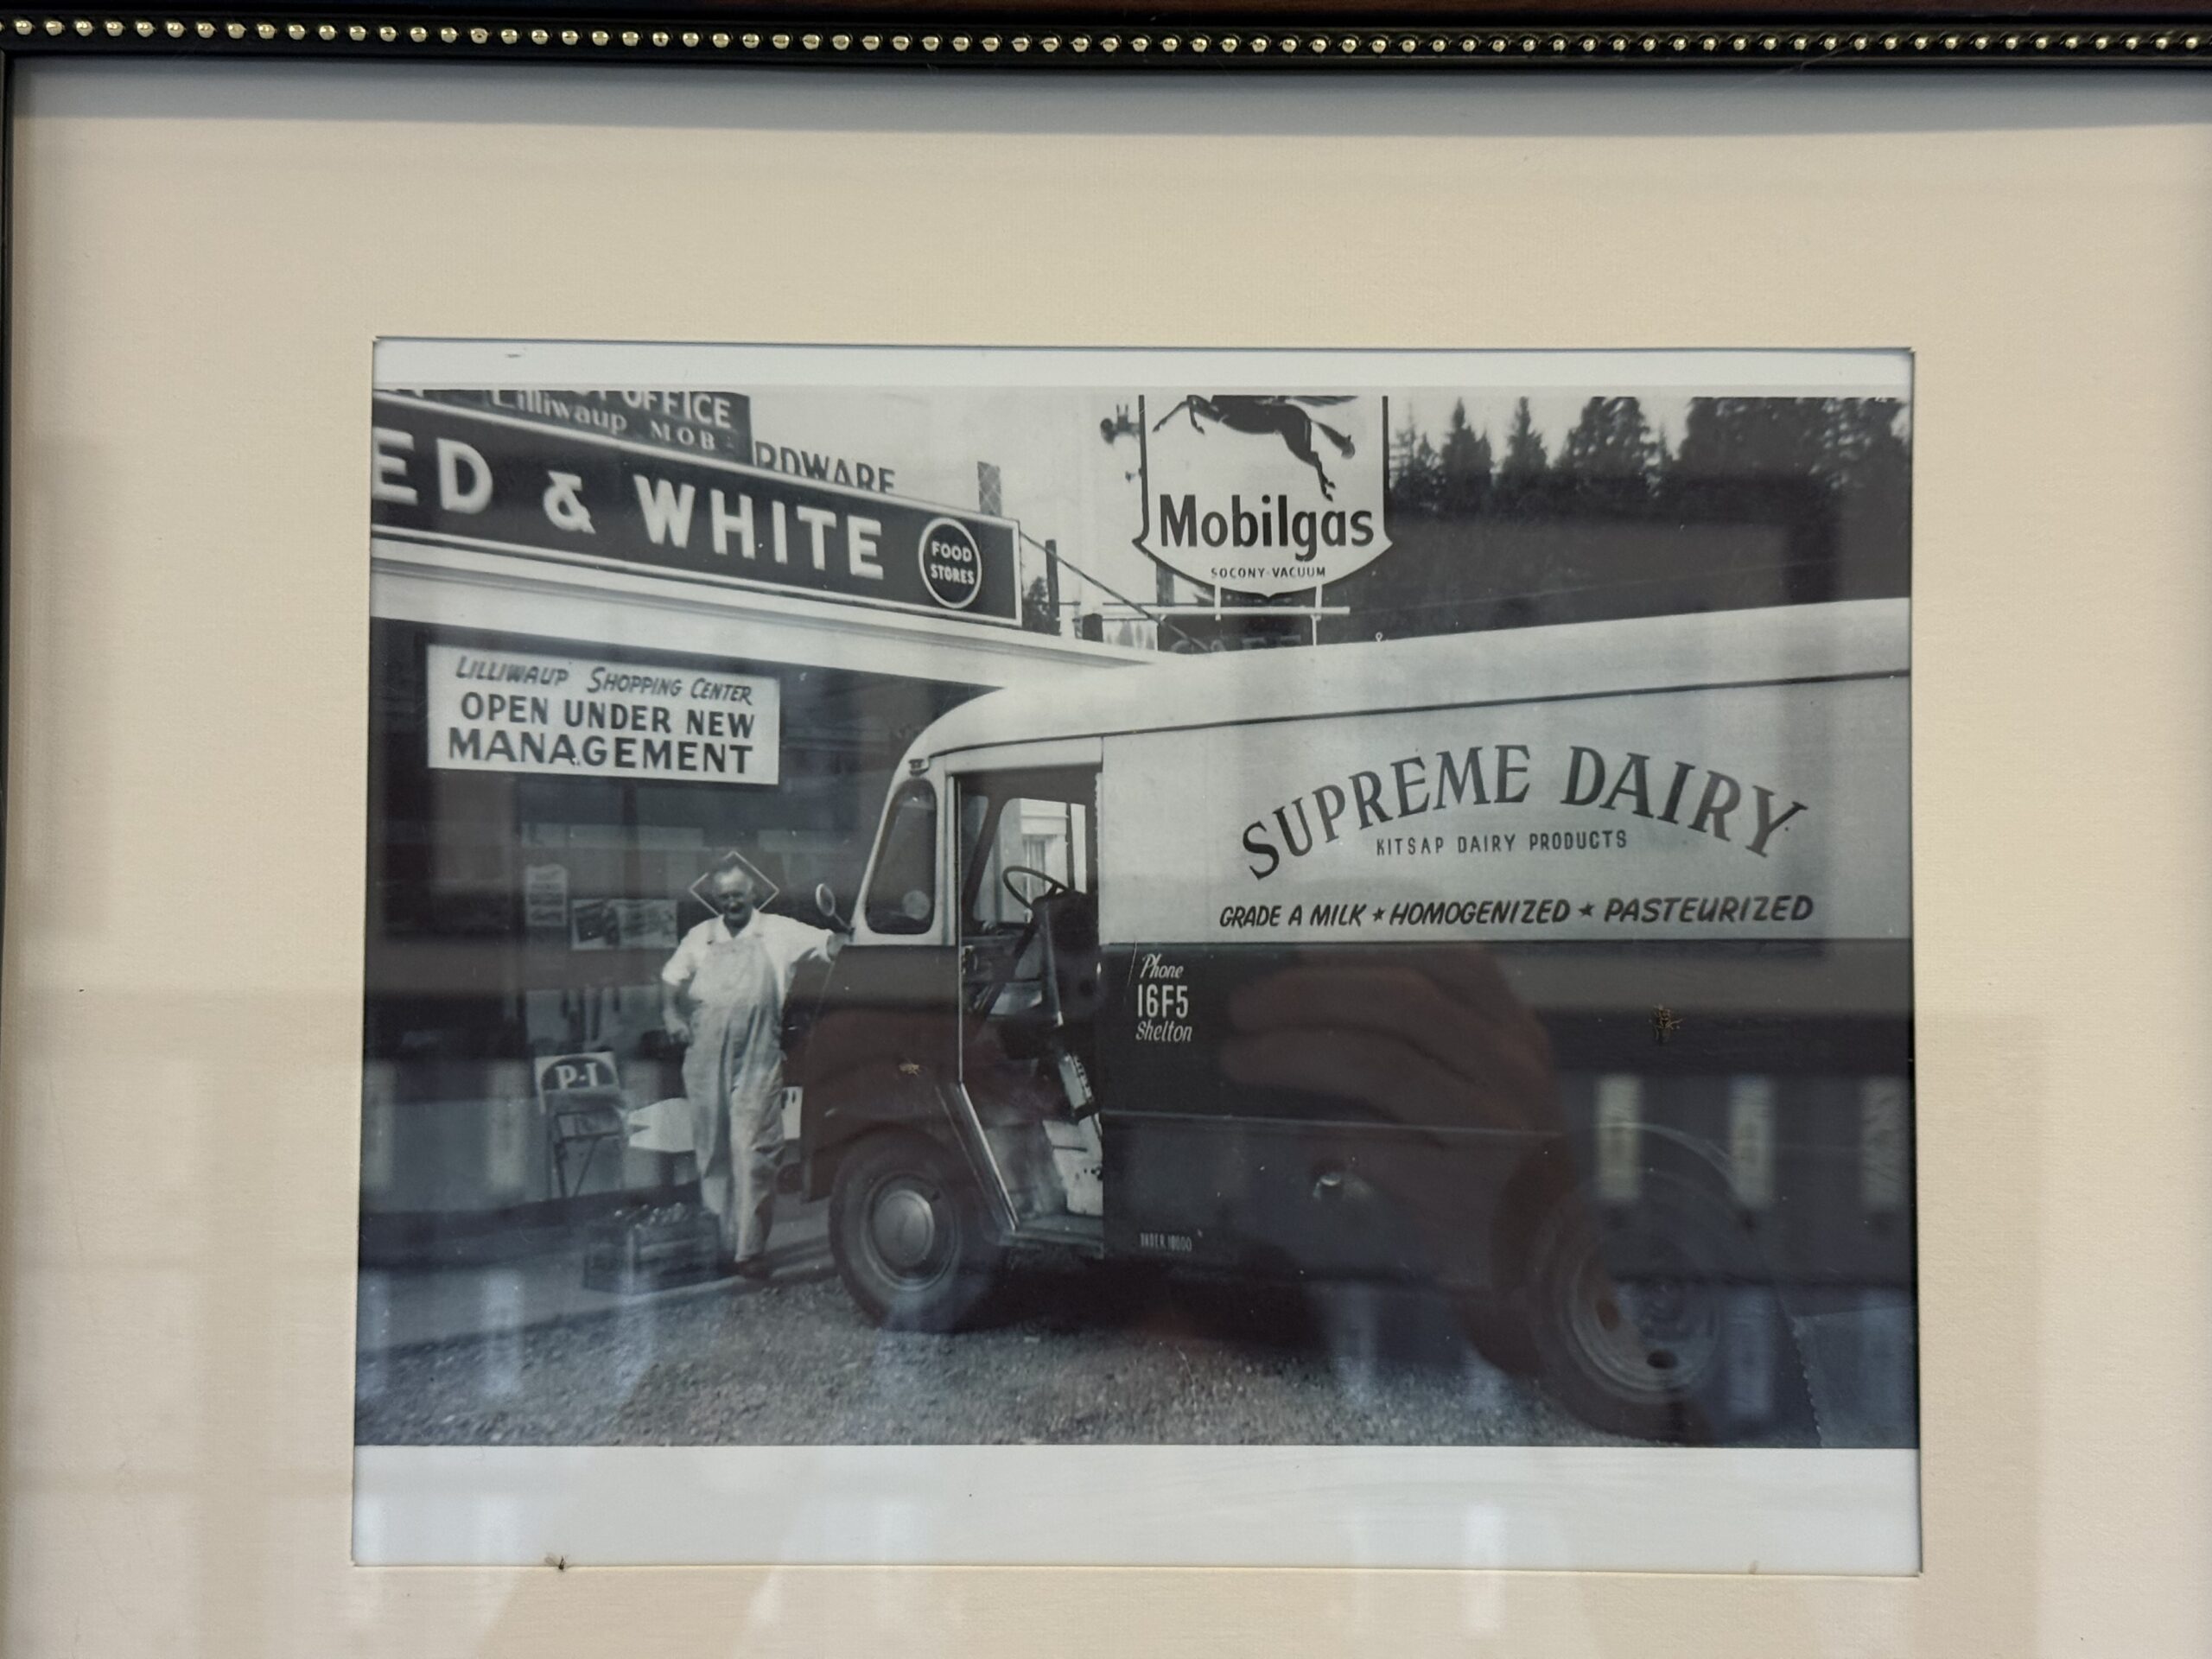 OFFICE
Lilliwaup MOB
RDWARE
ED & WHITE
FOOD
STORES
Mobilgas
SOCONY-VACUUM
LILLIWAUP SHOPPING CENTER
OPEN UNDER NEW
MANAGEMENT
SUPREME DAIRY
KITSAP DAIRY PRODUCTS
GRADE A MILK ★ HOMOGENIZED ★ PASTEURIZED
Phone
16F5
Shelton
P-I